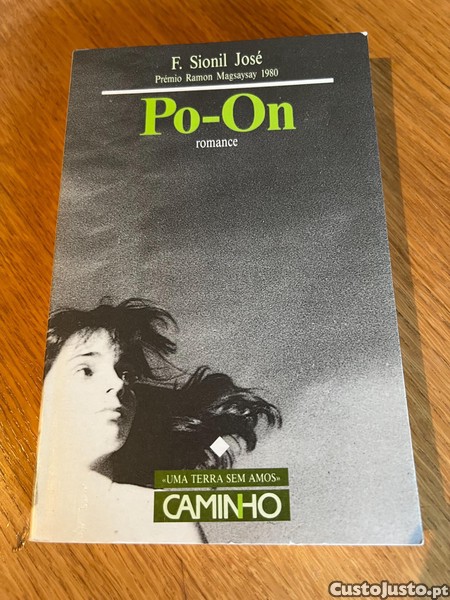 F. Sionil José
Prémio Ramon Magsaysay 1980
Po-On
romance
«UMA TERRA SEM AMOS»
CAMINHO
CustoJusto.pt